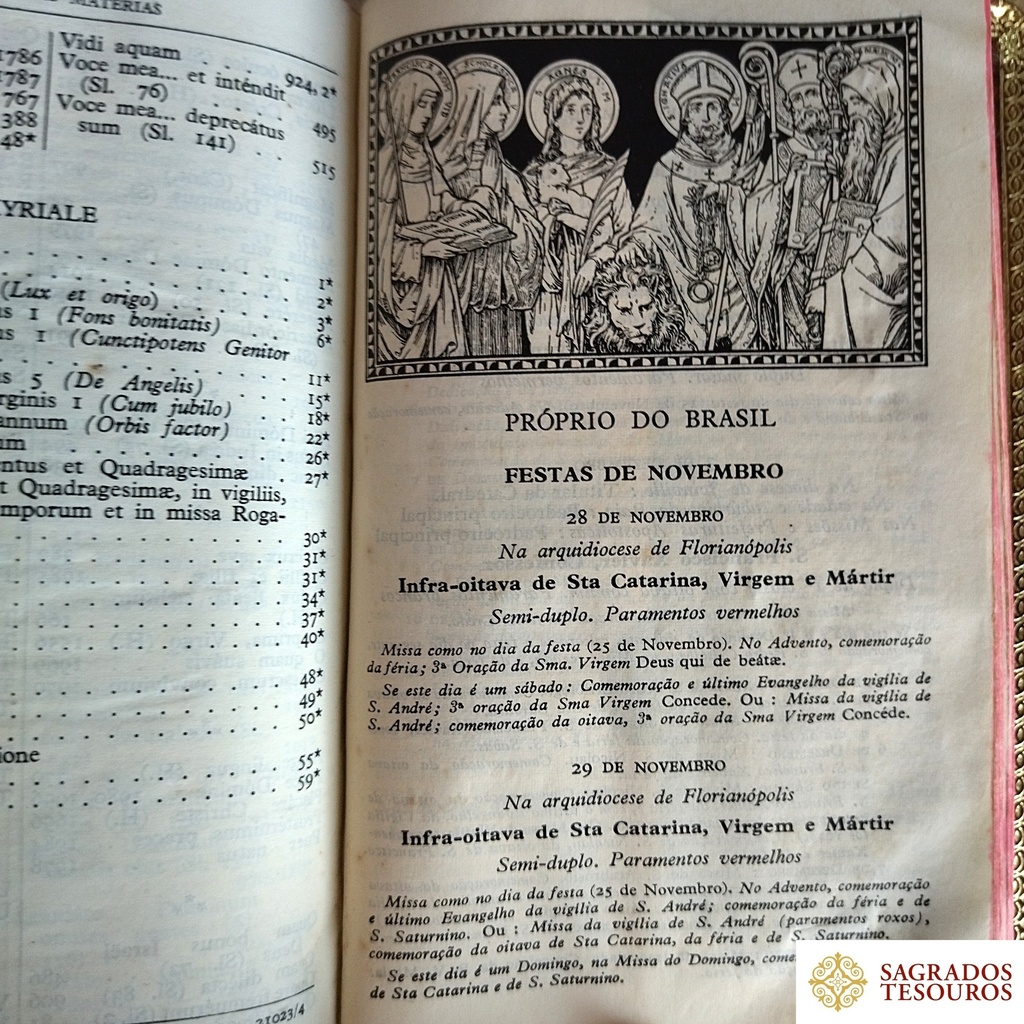 MATERIAS
1786
1787
767
388
48*
Vidi aquam . . . . 924, 2*
Voce mea... et inténdit
(Sl. 76) . . . . 495
Voce mea... deprecátus
sum (Sl. 141) . . 515
YRIALE
1*
(Lux et origo) . . . 2*
1 (Fons bonitatis) . . 3*
1 (Cunctipotens Genitor 6*
5 (De Angelis) . . . 11*
1 (Cum jubilo) . . 15*
annum (Orbis factor) . . 18*
22*
26*
et Quadragesimæ . 27*
Quadragesimæ, in vigiliis,
et in missa Roga-
30*
31*
31*
34*
37*
40*
48*
49*
50*
55*
59*
21023/4
AGNES
PRÓPRIO DO BRASIL
FESTAS DE NOVEMBRO
28 DE NOVEMBRO
Na arquidiocese de Florianópolis
Infra-oitava de Sta Catarina, Virgem e Mártir
Semi-duplo. Paramentos vermelhos
Missa como no dia da festa (25 de Novembro). No Advento, comemoração
da féria; 3ª Oração da Sma. Virgem Deus qui de beátæ.
Se este dia é um sábado : Comemoração e último Evangelho da vigília de
S. André; 3ª oração da Sma Virgem Concede. Ou : Missa da vigília de
S. André; comemoração da oitava, 3ª oração da Sma Virgem Concéde.
29 DE NOVEMBRO
Na arquidiocese de Florianópolis
Infra-oitava de Sta Catarina, Virgem e Mártir
Semi-duplo. Paramentos vermelhos
Missa como no dia da festa (25 de Novembro). No Advento, comemoração
e último Evangelho da vigília de S. André; comemoração da féria e de
S. Saturnino. Ou : Missa da vigília de S. André (paramentos roxos),
comemoração da oitava de Sta Catarina, da féria e de S. Saturnino.
Se este dia é um Domingo, na Missa do Domingo,
de Sta Catarina e de S. Saturnino.
SAGRADOS
TESOUROS